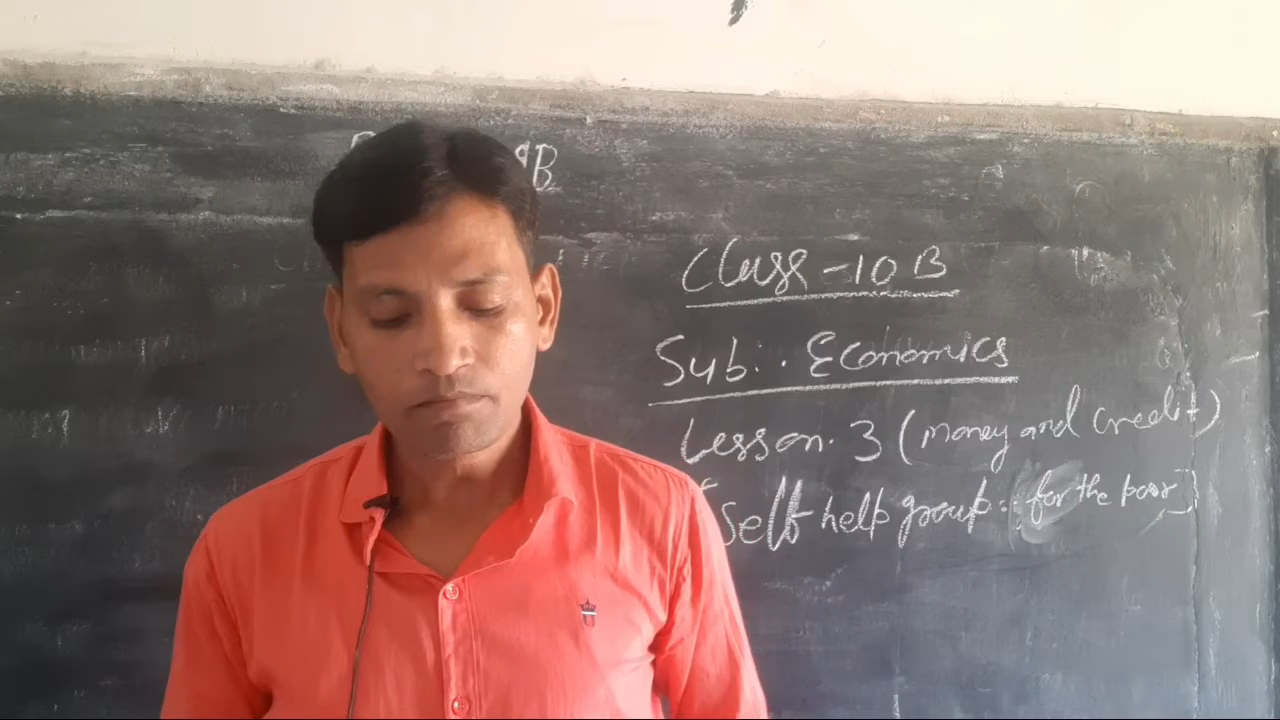 B
Class - 10 B
Sub:. Economics
Lesson. 3 (money and credit)
Self help group.. for the poor]